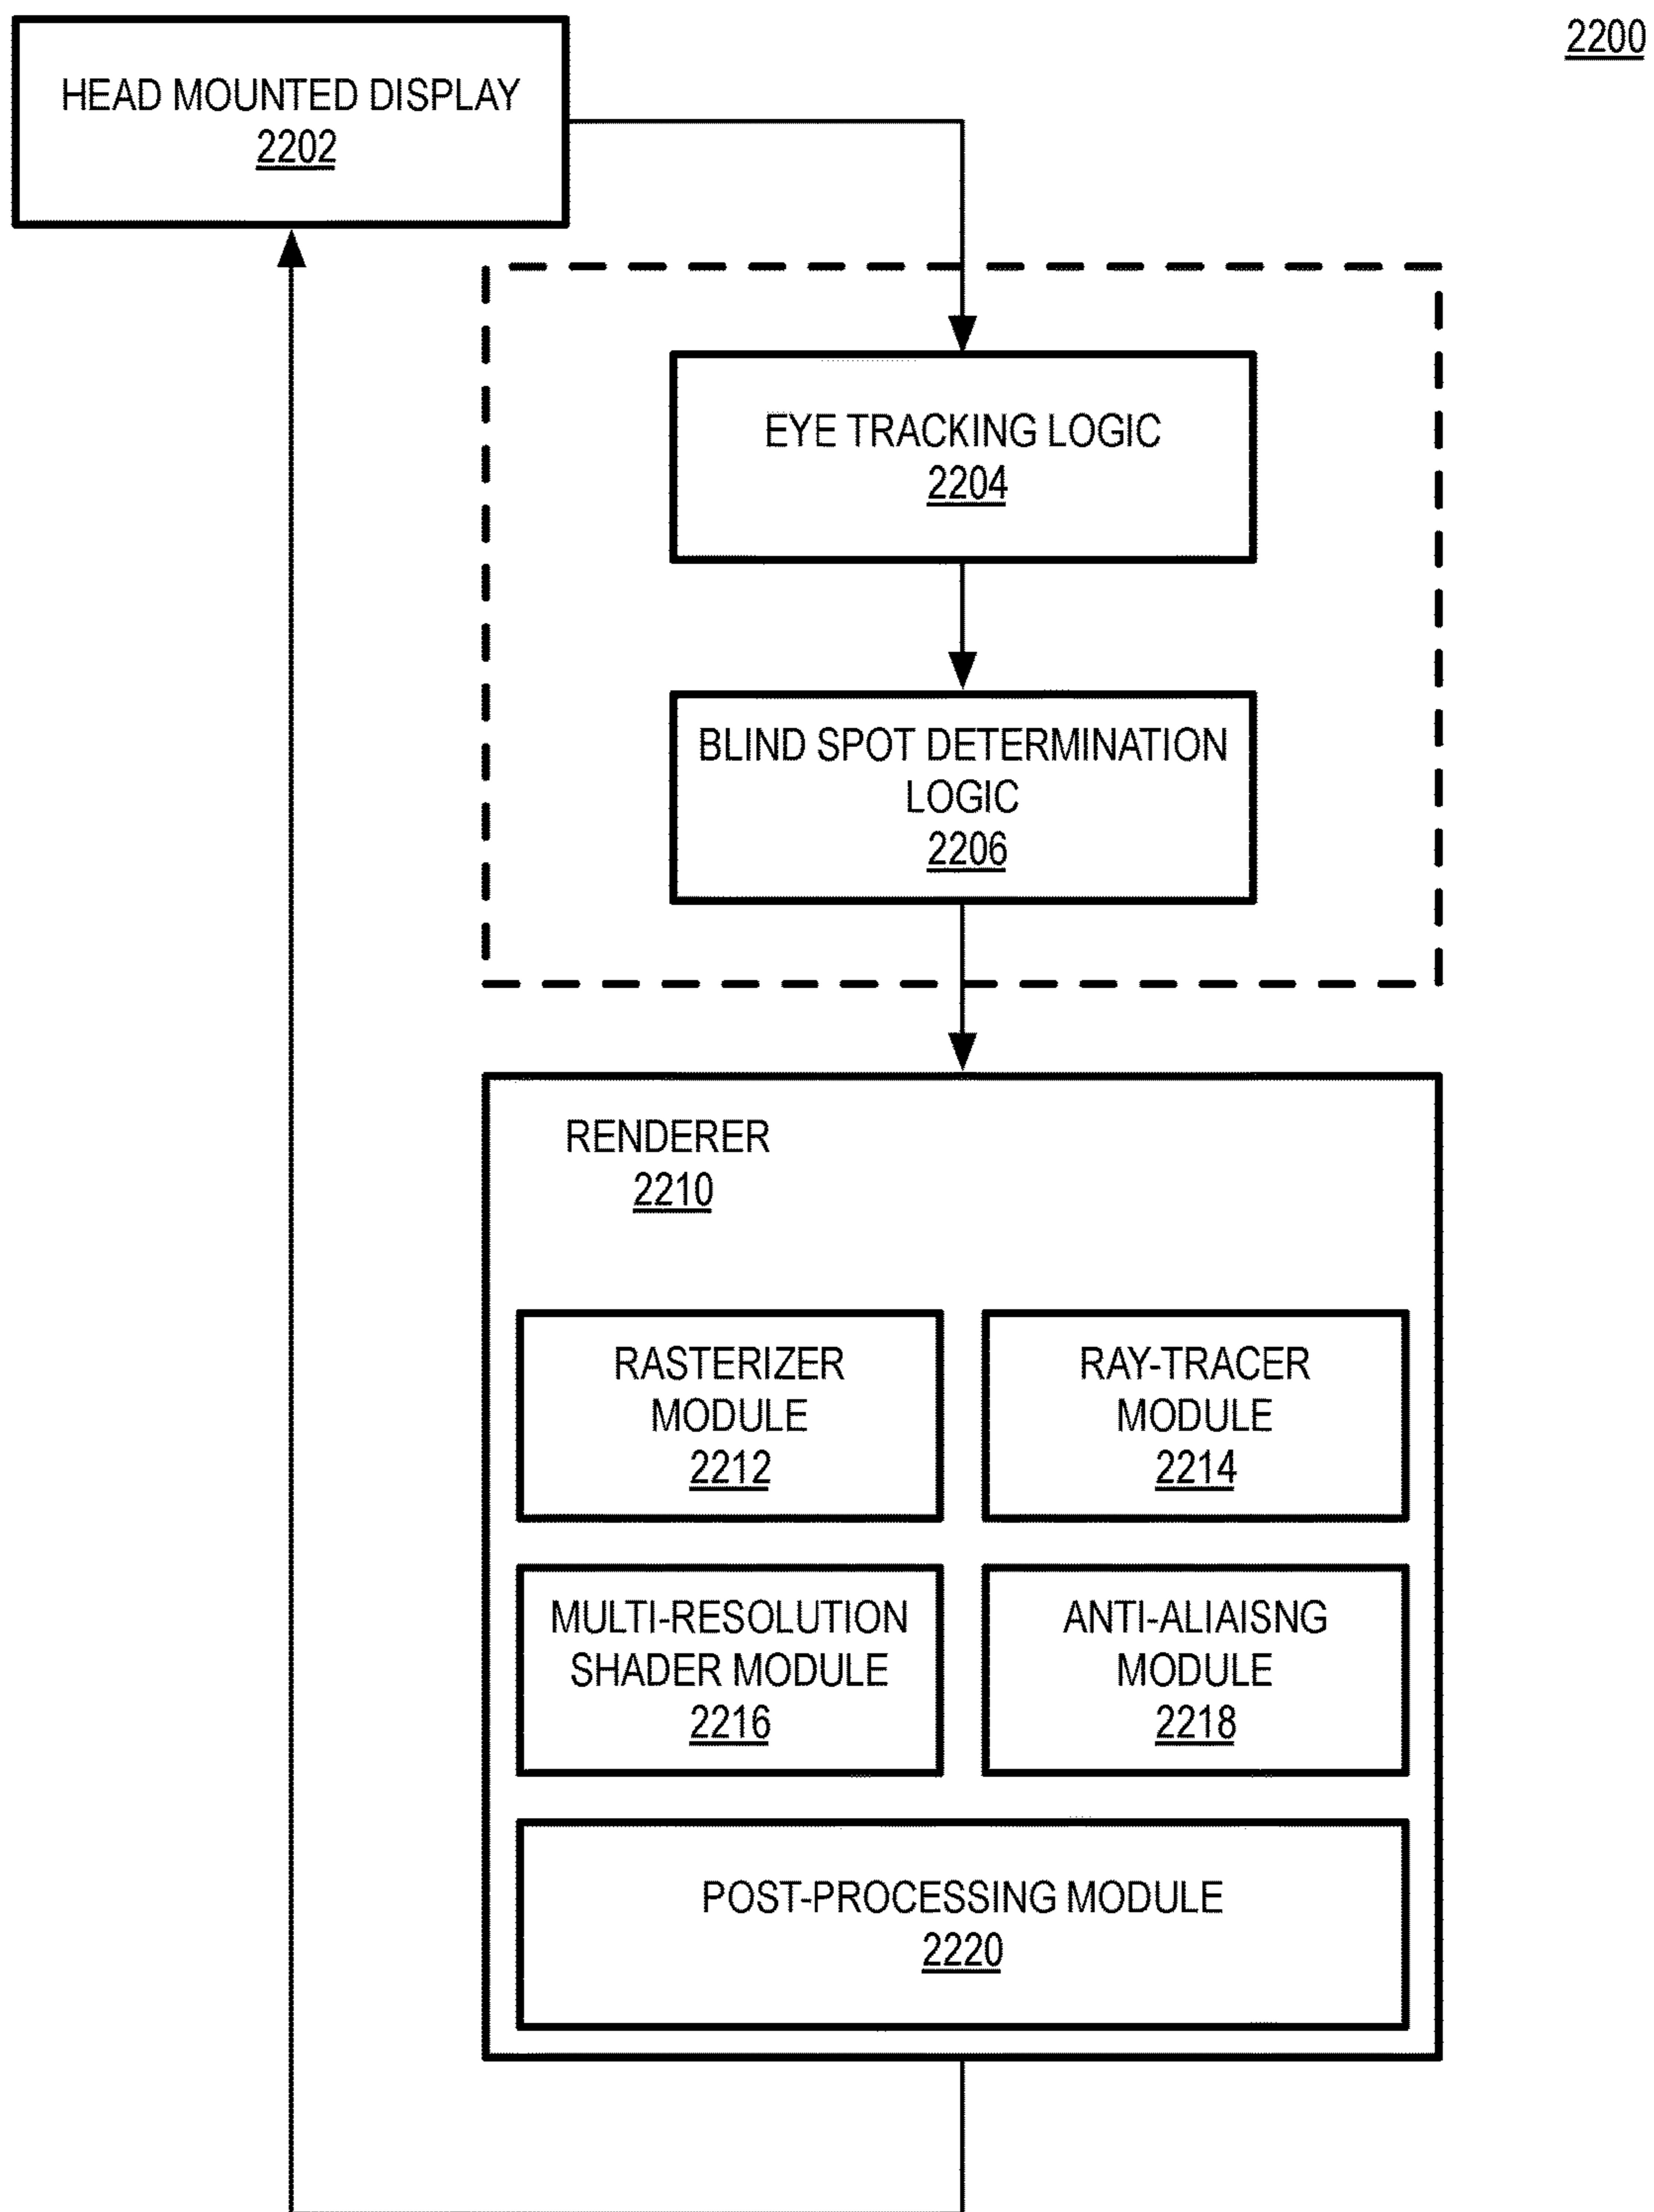 2200
HEAD MOUNTED DISPLAY
2202
EYE TRACKING LOGIC
2204
BLIND SPOT DETERMINATION
LOGIC
2206
RENDERER
2210
RASTERIZER
MODULE
2212
RAY-TRACER
MODULE
2214
MULTI-RESOLUTION
SHADER MODULE
2216
ANTI-ALIAISNG
MODULE
2218
POST-PROCESSING MODULE
2220